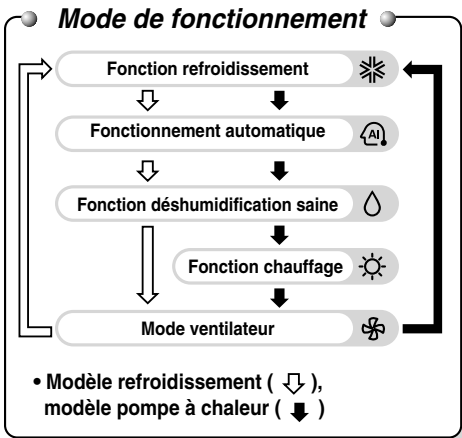 Mode de fonctionnement
Fonction refroidissement
Fonctionnement automatique
AI
Fonction déshumidification saine
Fonction chauffage
Mode ventilateur
• Modèle refroidissement ( ⇩ ),
modèle pompe à chaleur ( 🡇 )